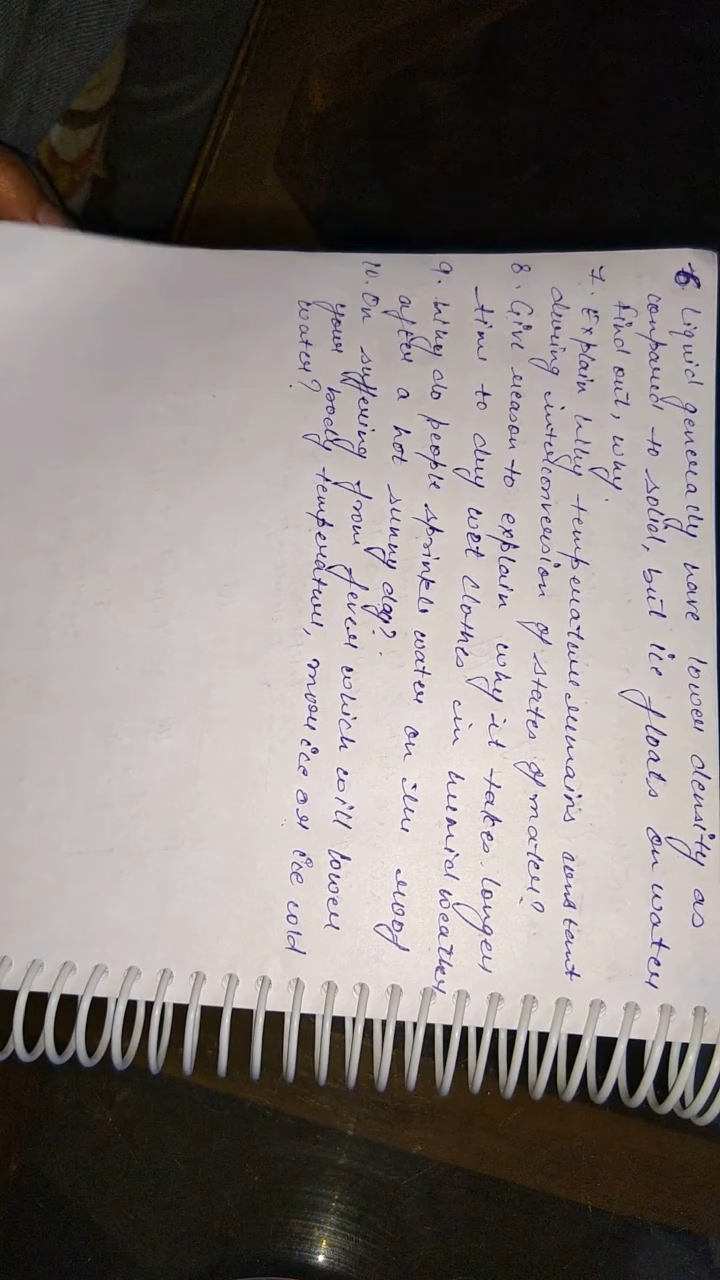 6. Liquid generally have lower density as
compared to solid, but ice floats on water
find out, why.
7. Explain why temperature remains constant
during interconversion of states of matter?
8. Give reason to explain why it takes longer
time to dry wet clothes in humid weather
9. Why do people sprinkle water on the roof
after a hot sunny day?
10. On suffering from fever which will lower
your body temperature, more ice or ice cold
water?